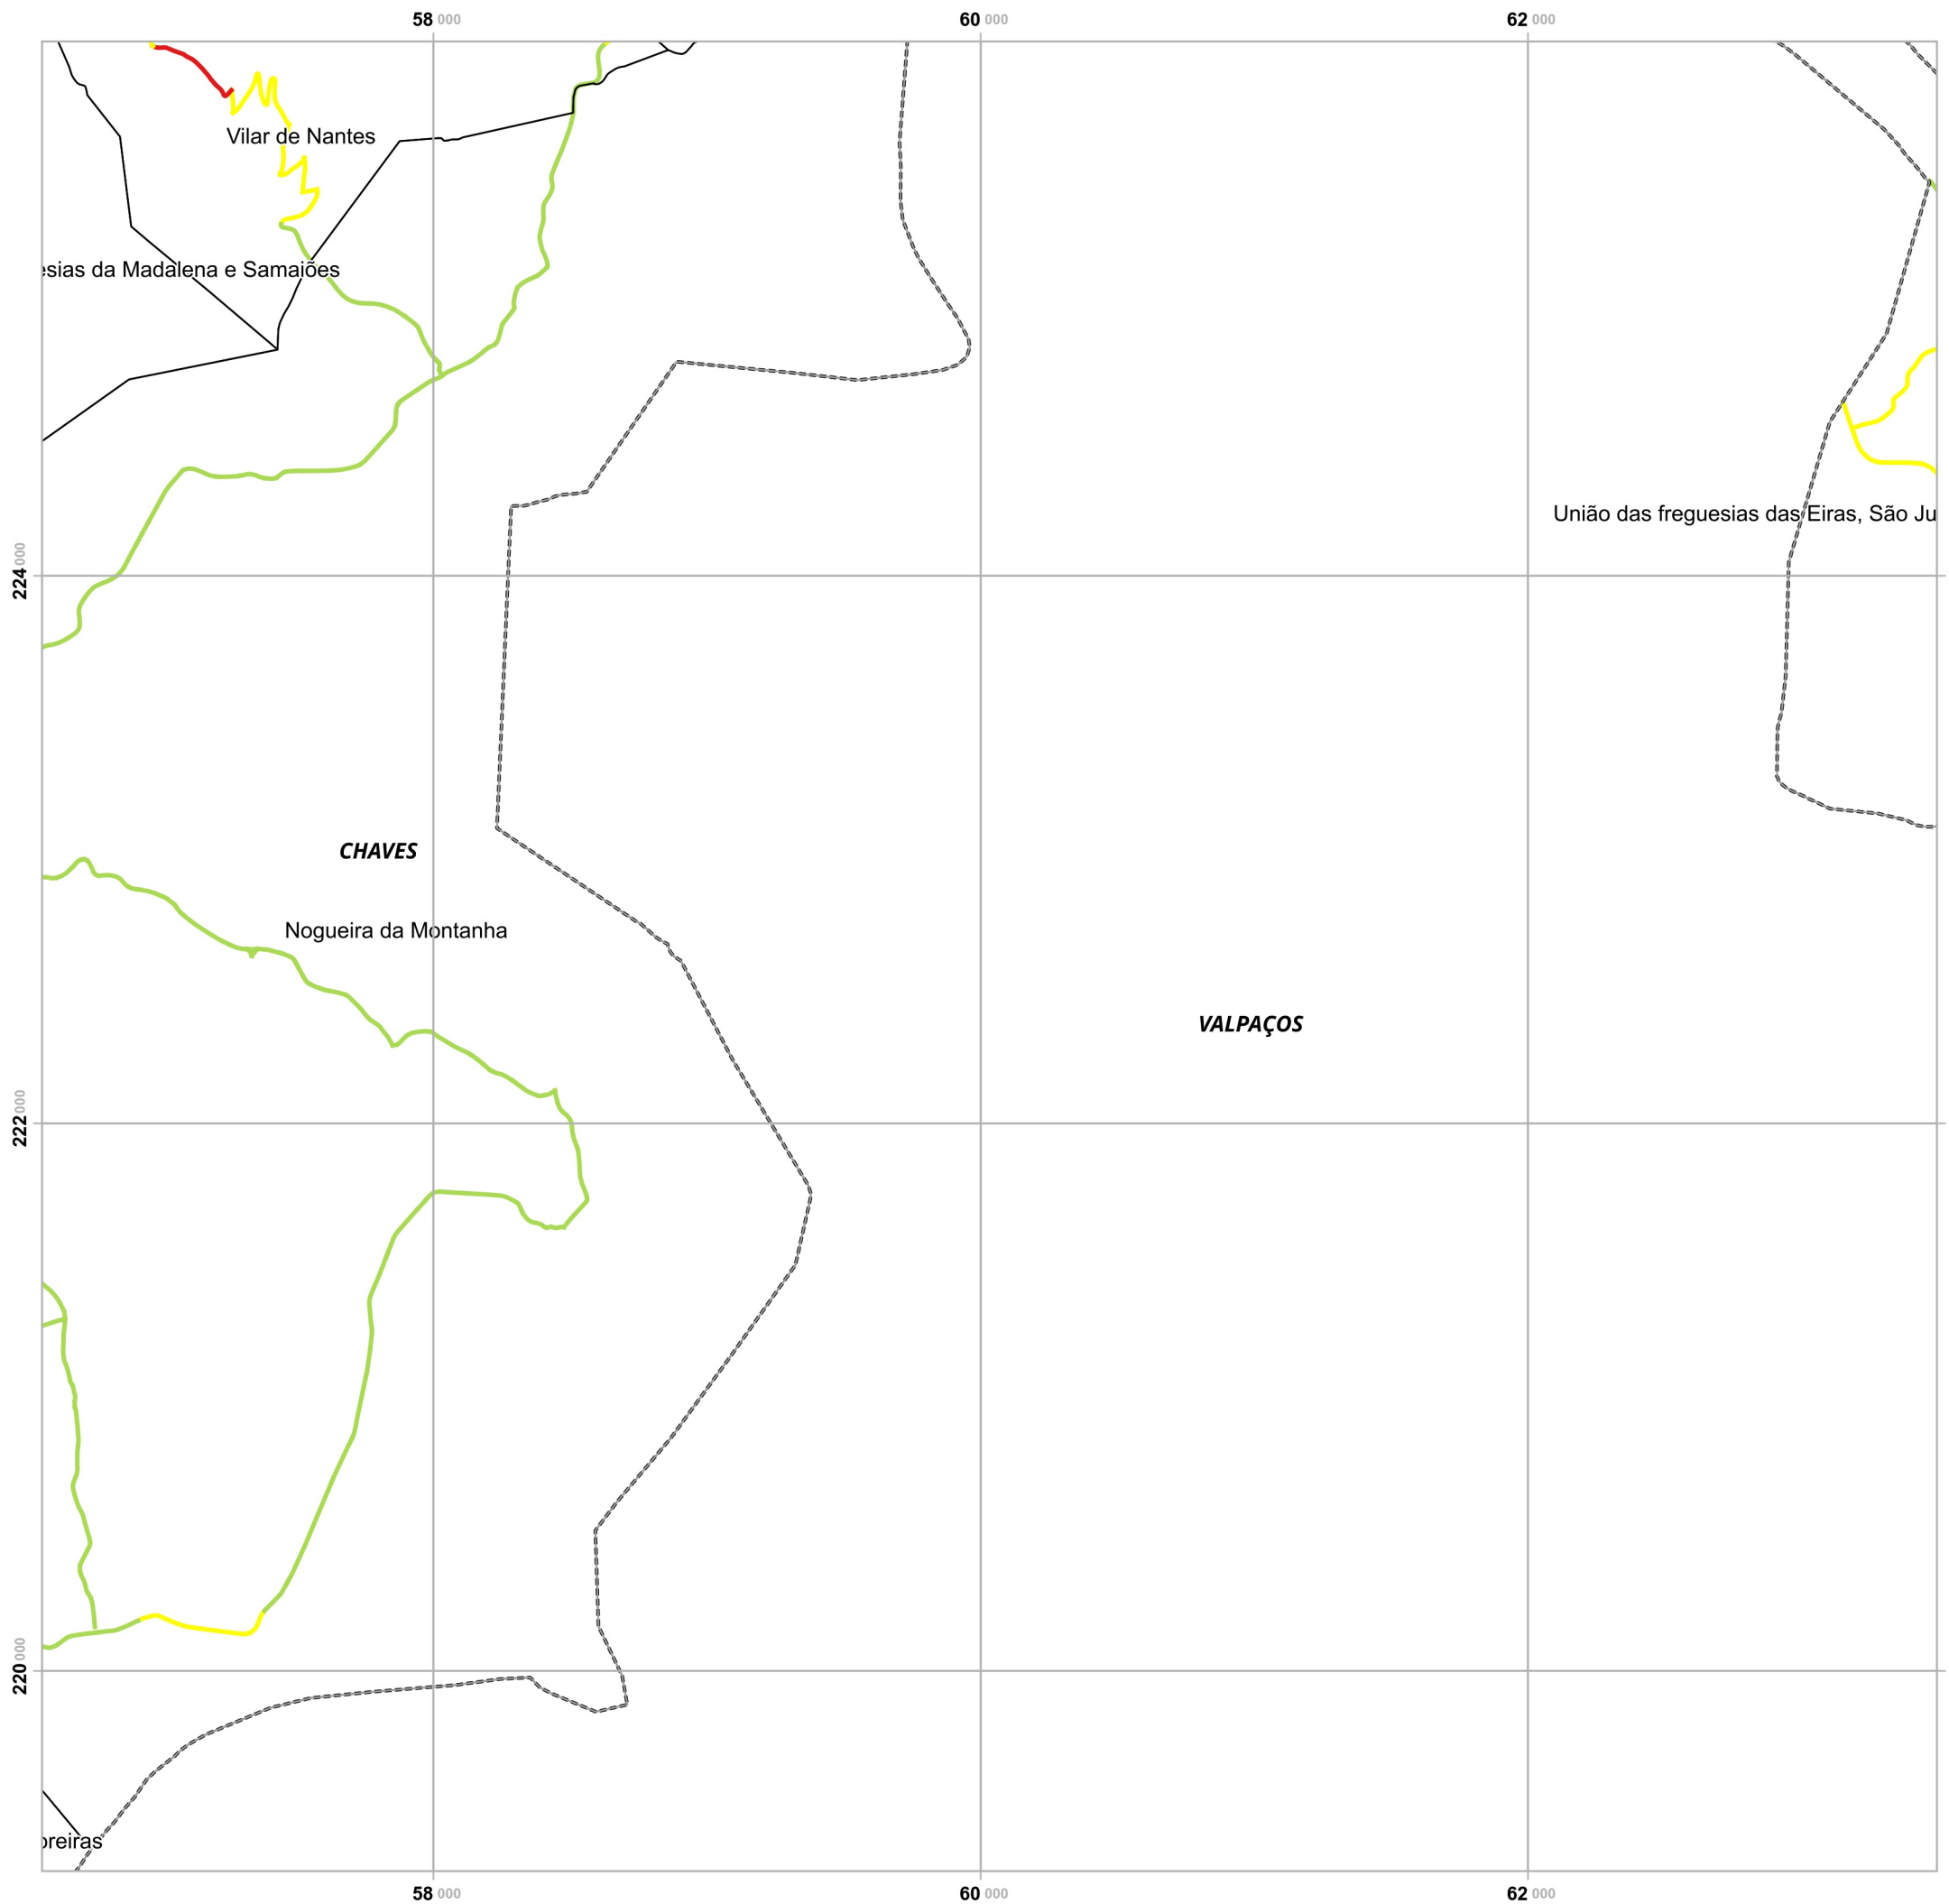 58 000 60 000 62 000
Vilar de Nantes
esias da Madalena e Samaiões
União das freguesias das Eiras, São Ju
224 000
CHAVES
Nogueira da Montanha
VALPAÇOS
222 000
220 000
oreiras
58 000 60 000 62 000